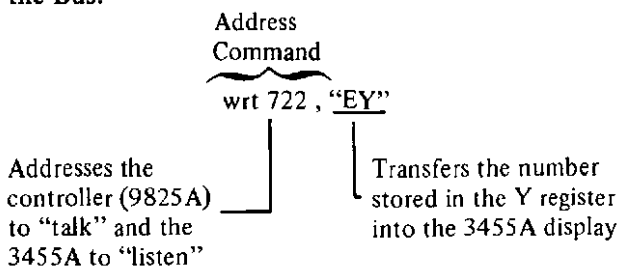 the Bus.
Address
Command
wrt 722 , “EY”
Addresses the
controller (9825A)
to “talk” and the
3455A to “listen”
Transfers the number
stored in the Y register
into the 3455A display